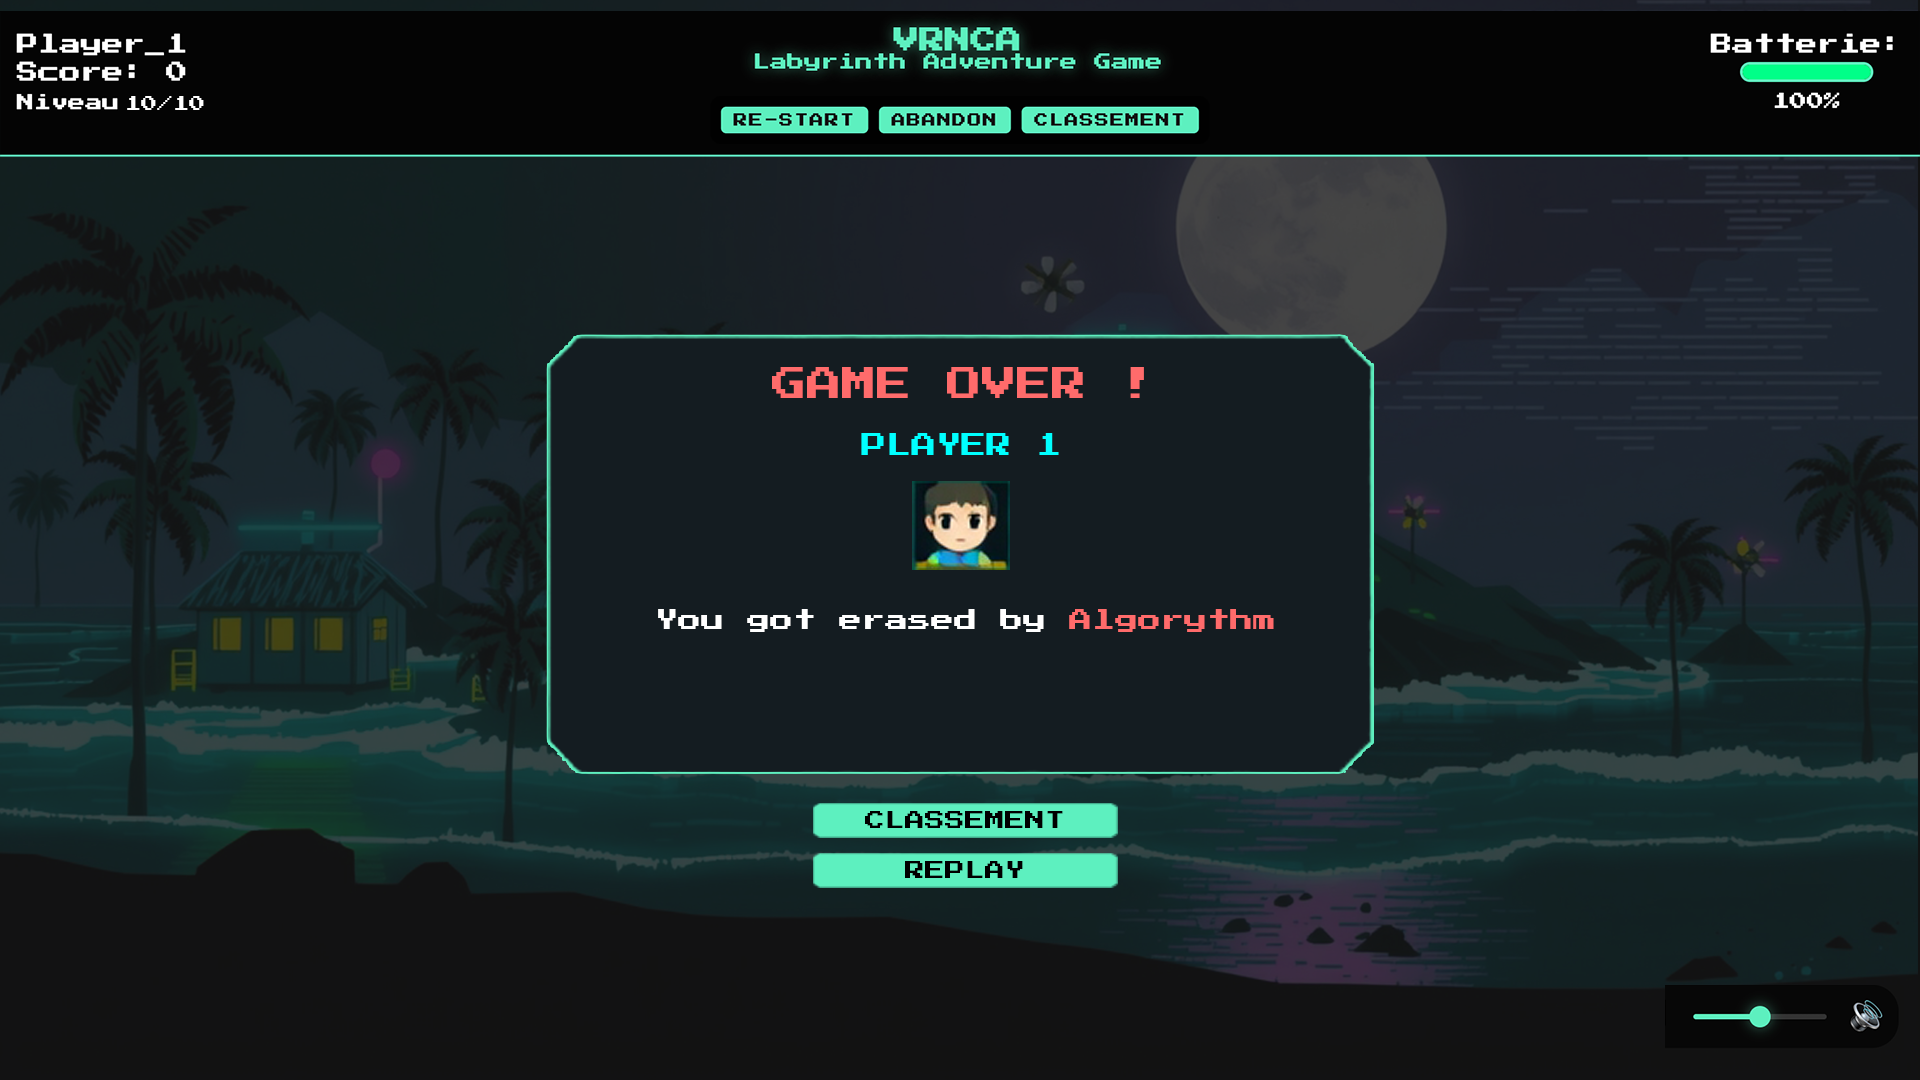 Player_1
Score: 0
Niveau 10/10
VRNCA
Labyrinth Adventure Game
RE-START
ABANDON
CLASSEMENT
Batterie:
100%
GAME OVER !
PLAYER 1
You got erased by Algorythm
CLASSEMENT
REPLAY